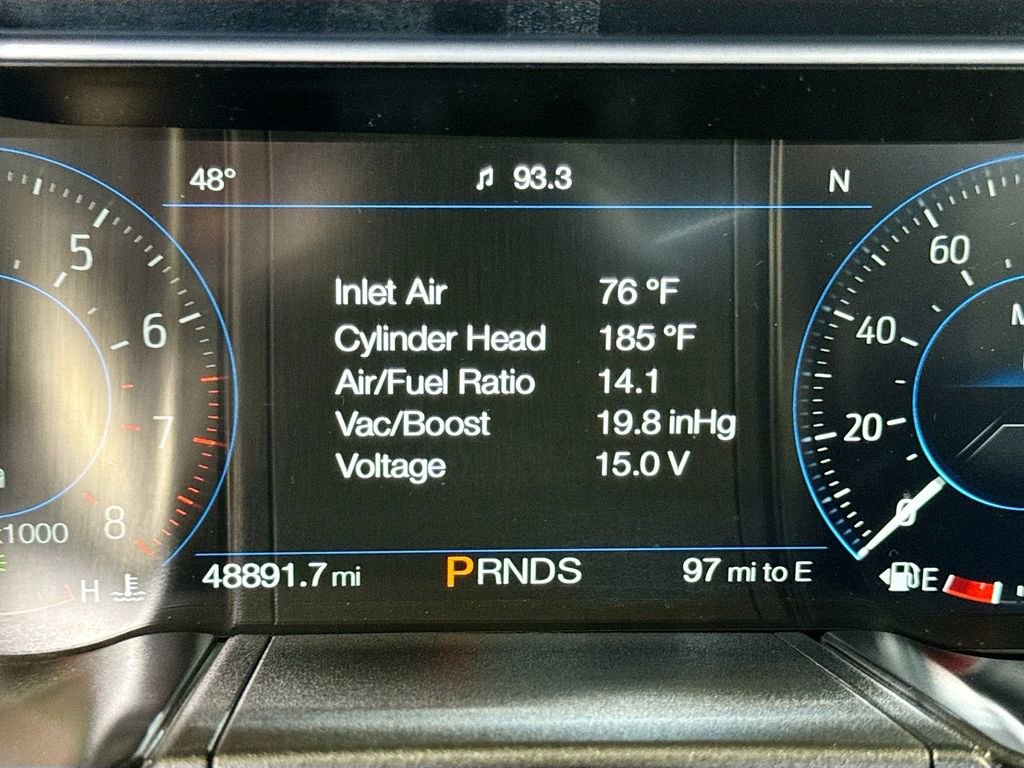 48° 93.3 N
5
6
7
8
x1000
H
Inlet Air 76 °F
Cylinder Head 185 °F
Air/Fuel Ratio 14.1
Vac/Boost 19.8 inHg
Voltage 15.0 V
48891.7 mi PRNDS 97 mi to E
60
40
20
0
E